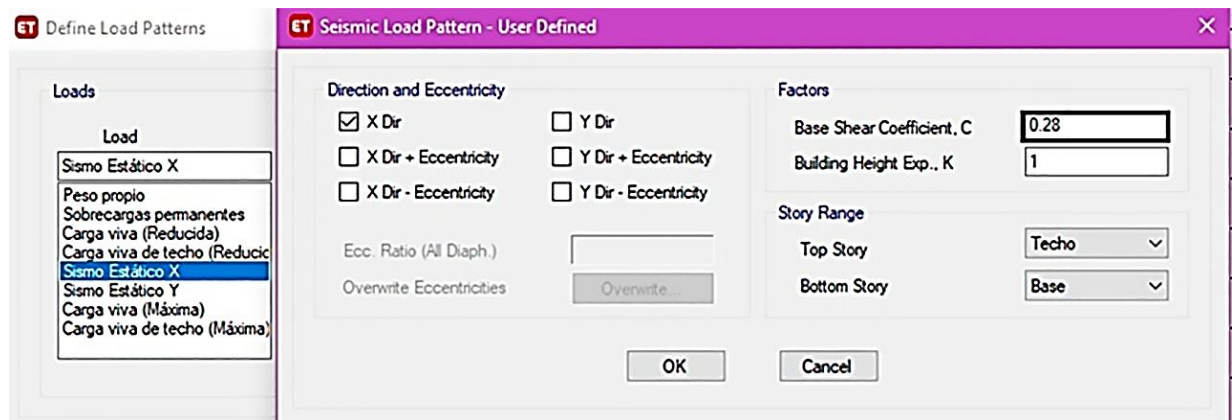 ET Define Load Patterns
Loads
Load
Sismo Estático X
Peso propio
Sobrecargas permanentes
Carga viva (Reducida)
Carga viva de techo (Reducic
Sismo Estático X
Sismo Estático Y
Carga viva (Máxima)
Carga viva de techo (Máxima)
ET Seismic Load Pattern - User Defined
Direction and Eccentricity
X Dir
Y Dir
X Dir + Eccentricity
Y Dir + Eccentricity
X Dir - Eccentricity
Y Dir - Eccentricity
Ecc. Ratio (All Diaph.)
Overwrite Eccentricities
Overwrite...
Factors
Base Shear Coefficient, C
0.28
Building Height Exp., K
1
Story Range
Top Story
Techo
Bottom Story
Base
OK
Cancel